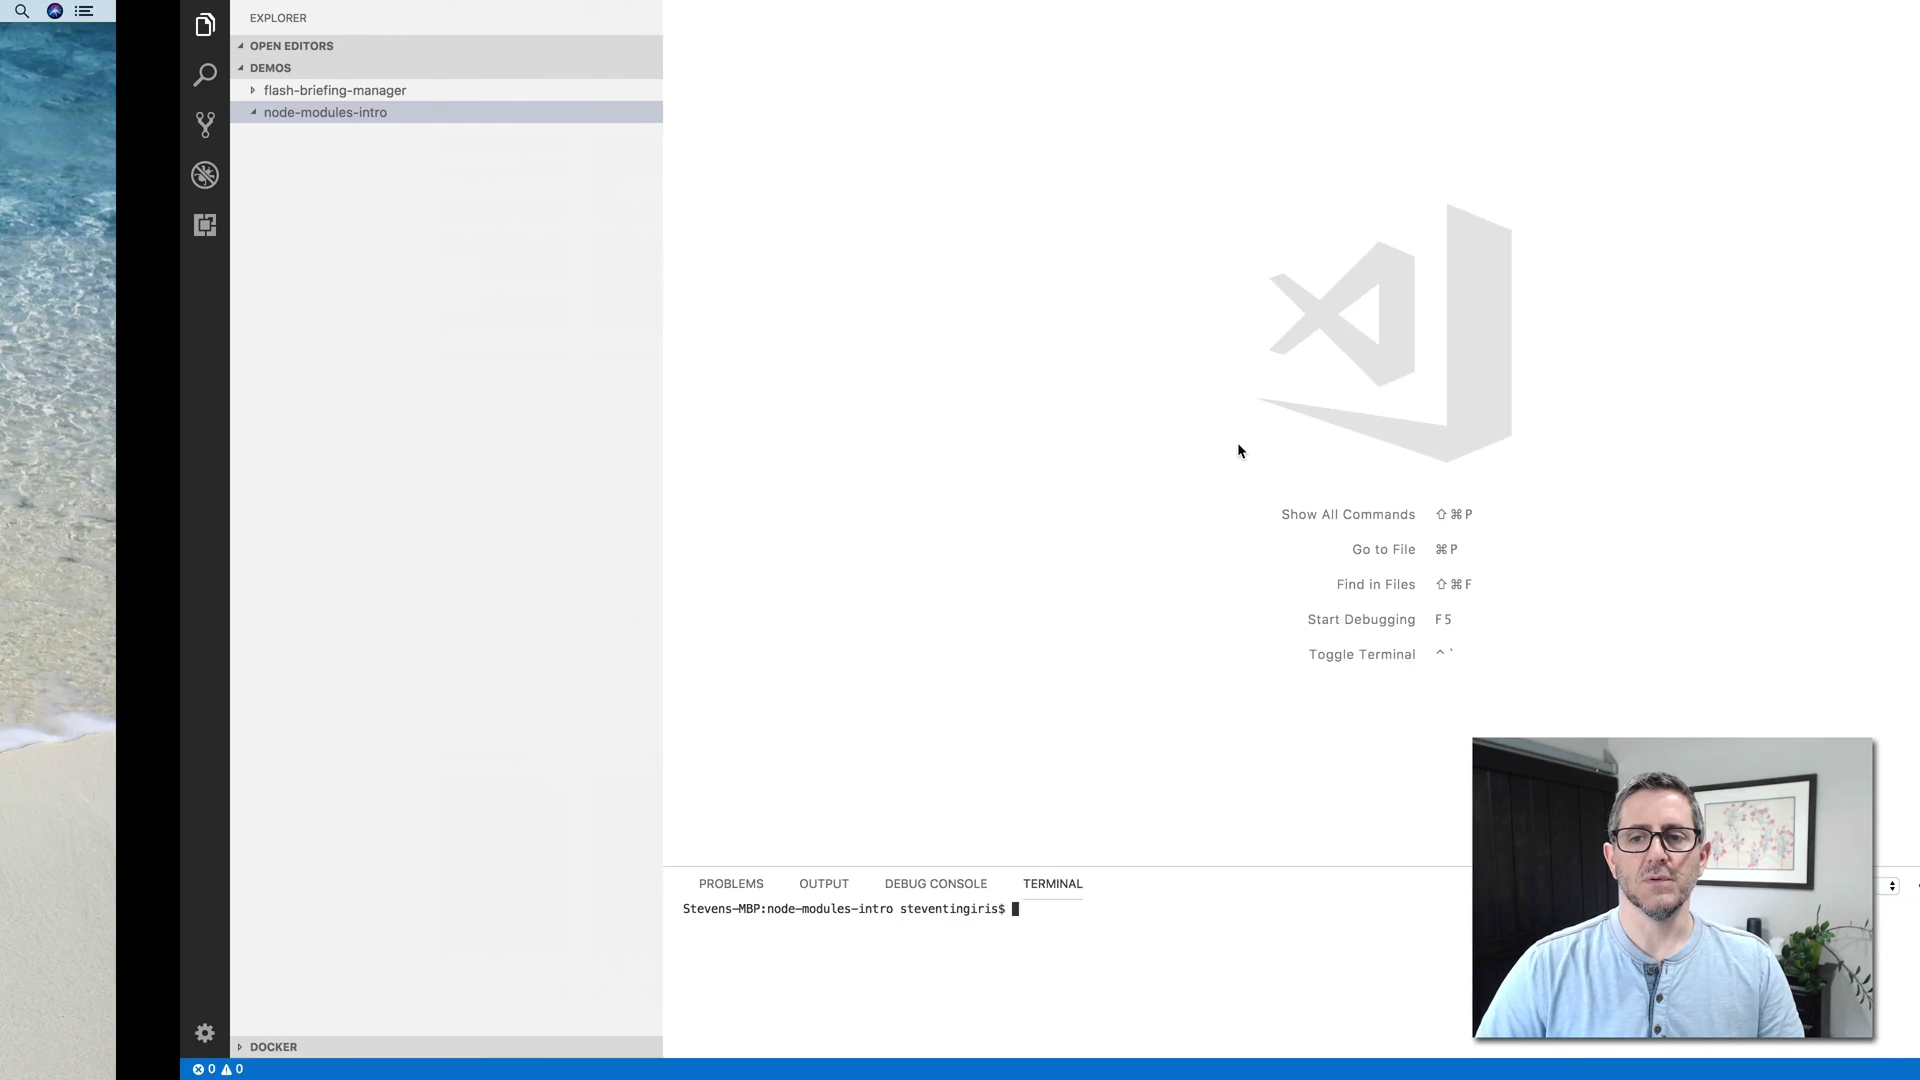 EXPLORER
OPEN EDITORS
DEMOS
flash-briefing-manager
node-modules-intro
Show All Commands ⇧⌘P
Go to File ⌘P
Find in Files ⇧⌘F
Start Debugging F5
Toggle Terminal ^`
PROBLEMS OUTPUT DEBUG CONSOLE TERMINAL
Stevens-MBP:node-modules-intro steventingiris$
DOCKER
0 0